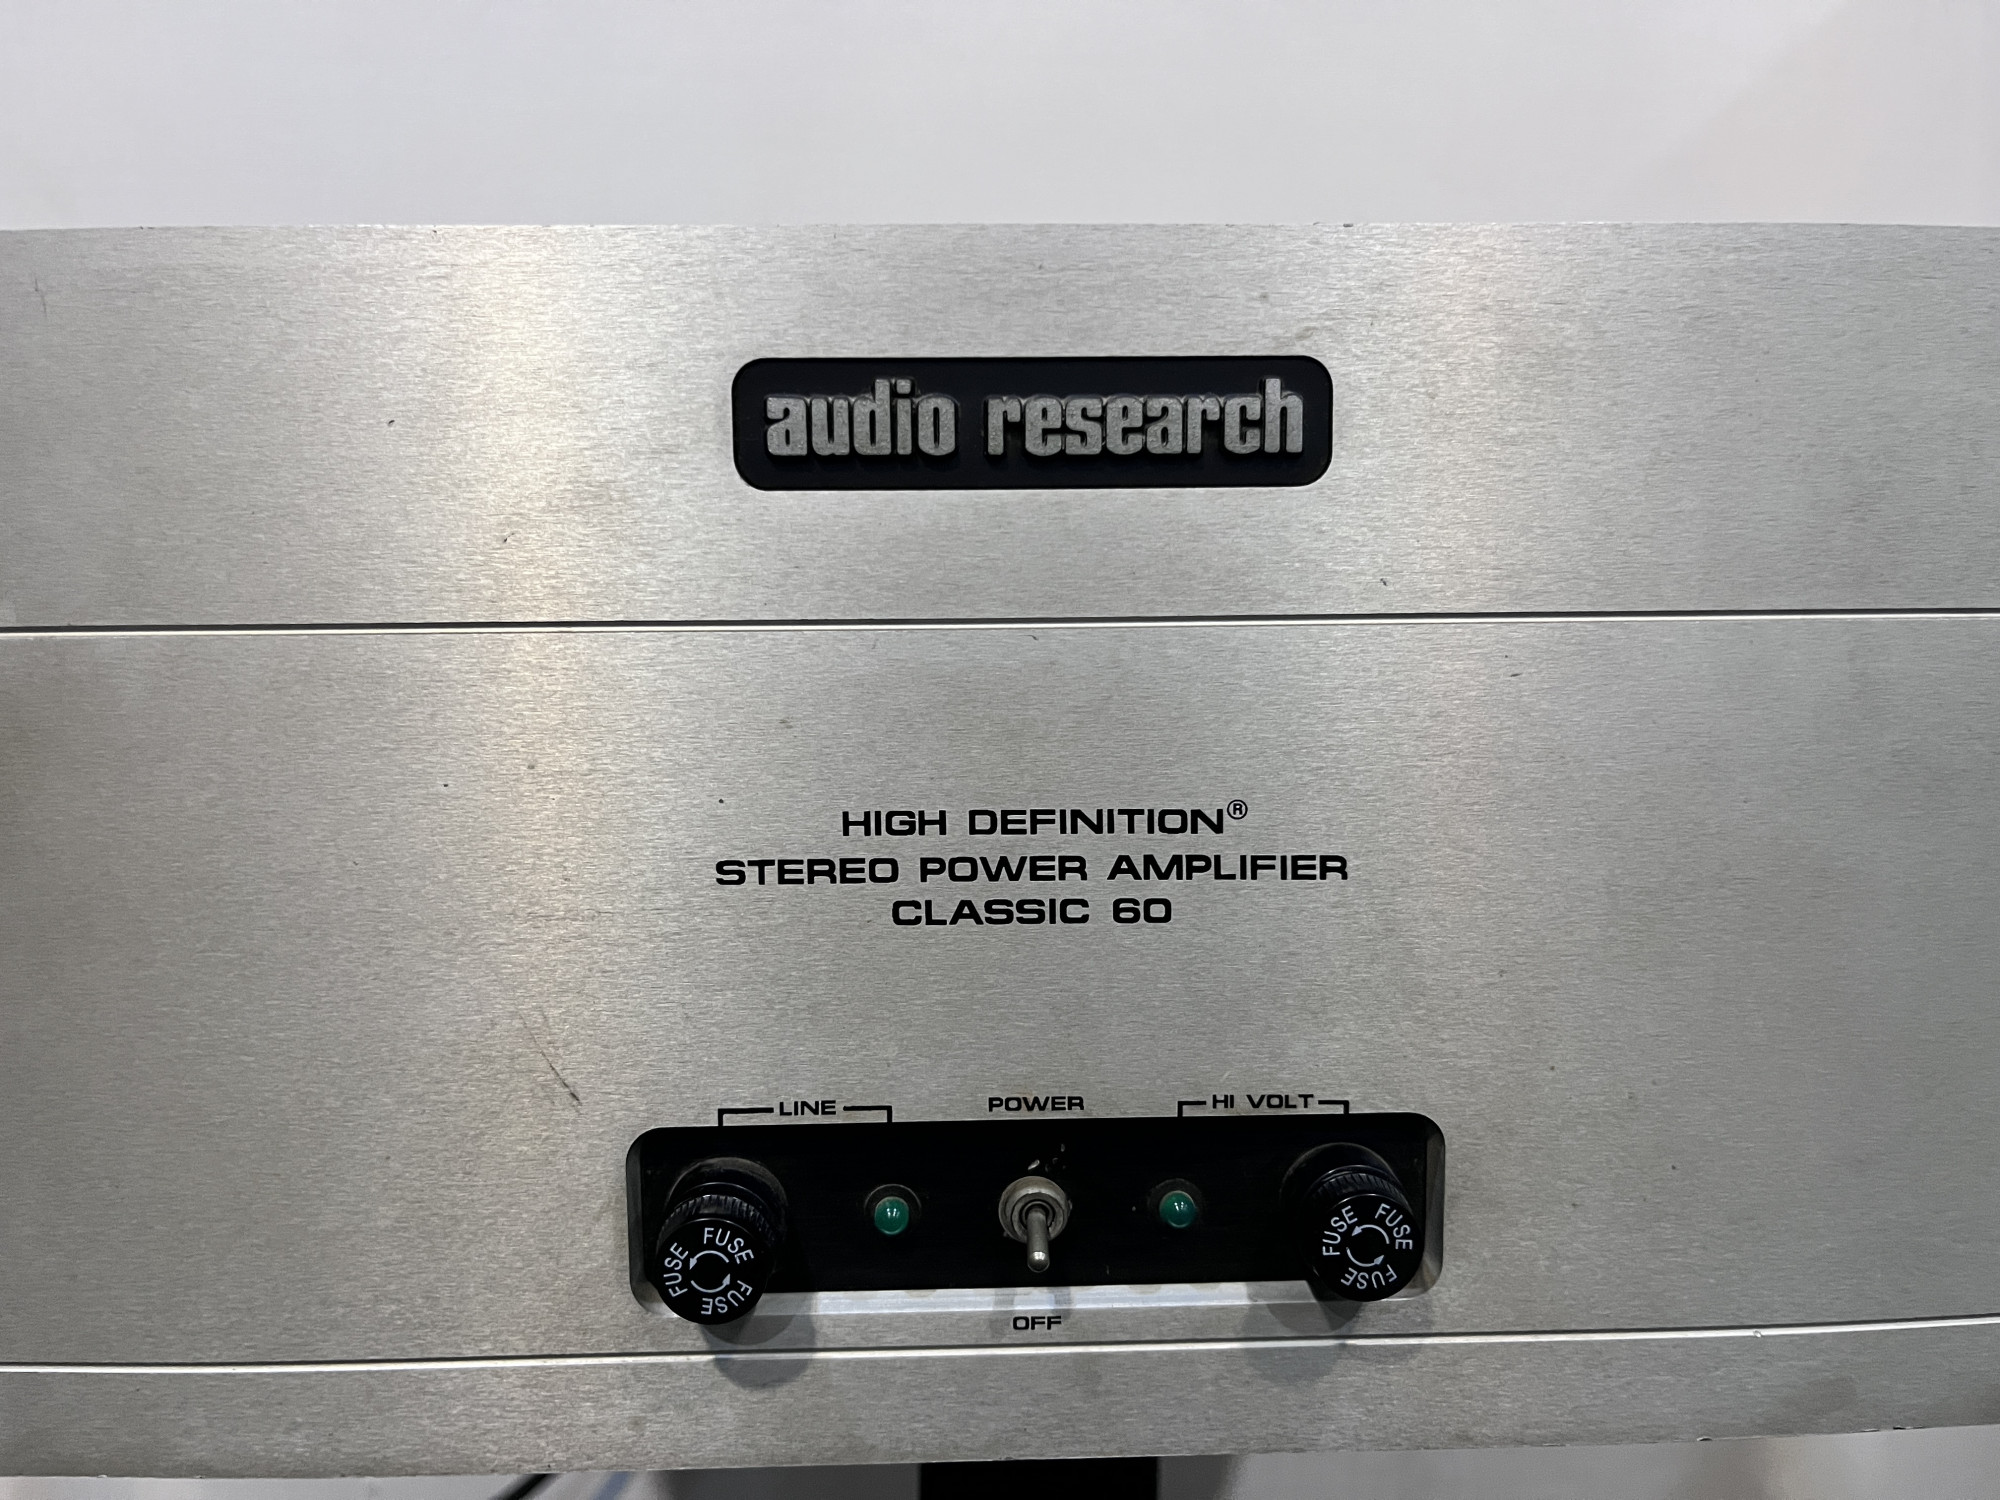 audio research
HIGH DEFINITION®
STEREO POWER AMPLIFIER
CLASSIC 60
LINE POWER HI VOLT
FUSE FUSE FUSE FUSE
FUSE FUSE FUSE
OFF